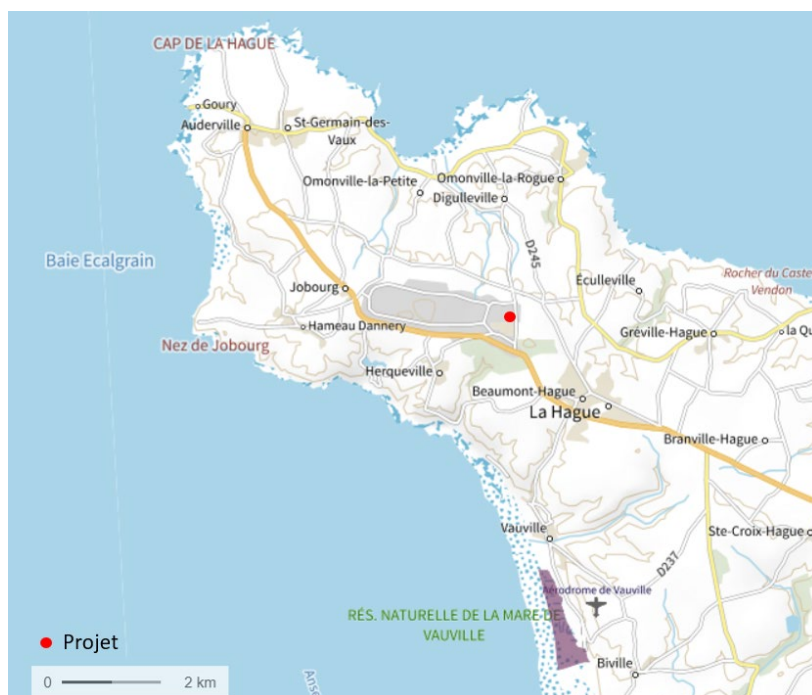 CAP DE LA HAGUE
Goury
Auderville
St-Germain-des-
Vaux
Omonville-la-Petite
Omonville-la-Rogue
Digulleville
D245
Baie Ecalgrain
Jobourg
Éculleville
Rocher du Caste
Vendon
Hameau Dannery
Gréville-Hague
la Qu
Nez de Jobourg
Herqueville
Beaumont-Hague
La Hague
Branville-Hague
Vauville
Ste-Croix-Hague
D237
Aérodrome de Vauville
RÉS. NATURELLE DE LA MARE DE
VAUVILLE
Projet
Biville
0 2 km
Anse